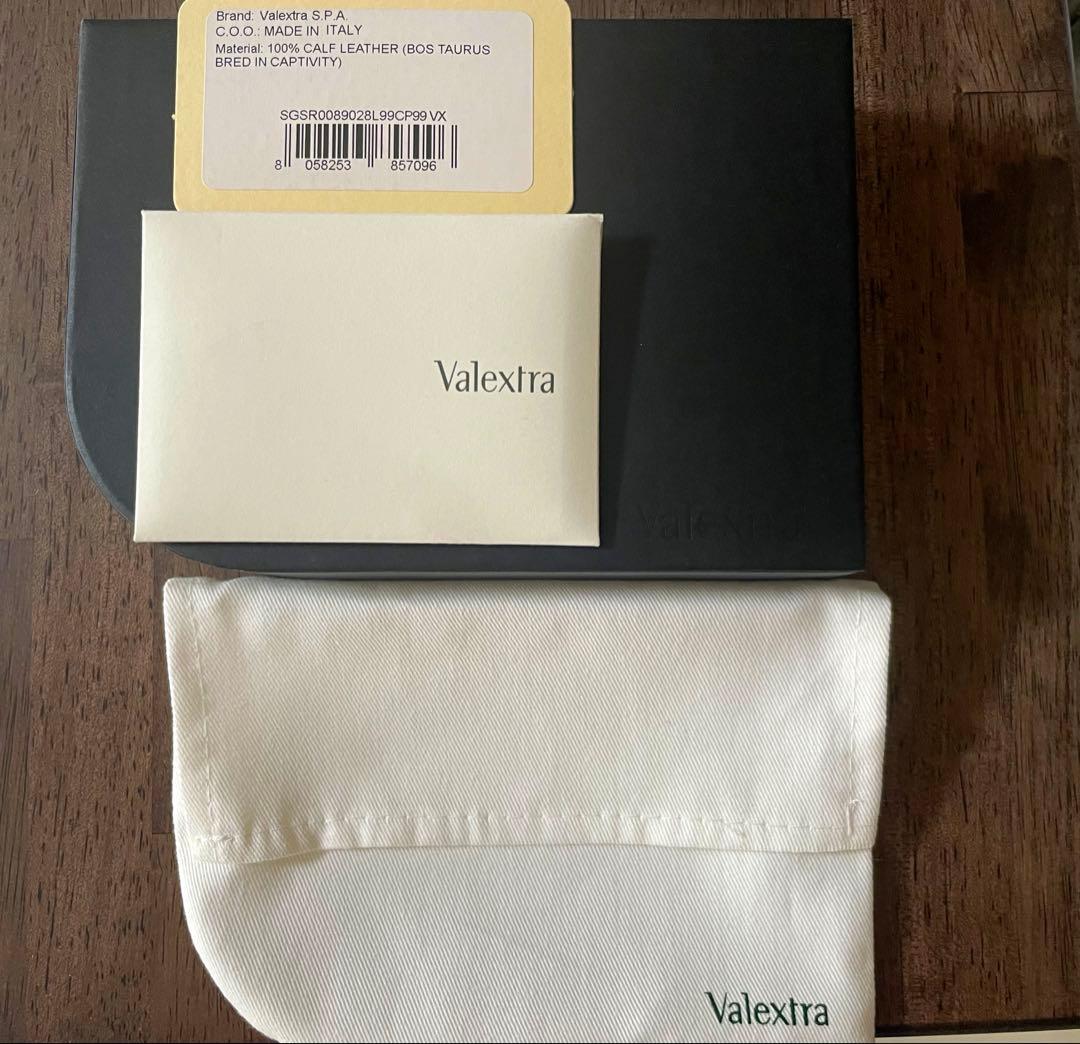 Brand: Valextra S.P.A.
C.O.O.: MADE IN ITALY
Material: 100% CALF LEATHER (BOS TAURUS
BRED IN CAPTIVITY)
SGSR0089028L99CP99 VX
8 058253 857096
Valextra
Valextra
Valextra